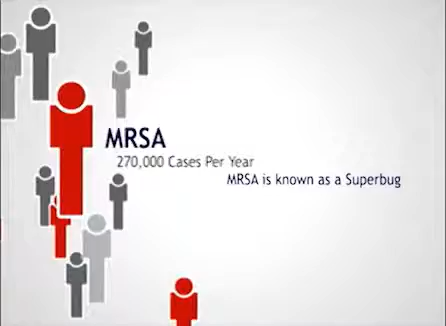 MRSA
270,000 Cases Per Year
MRSA is known as a Superbug